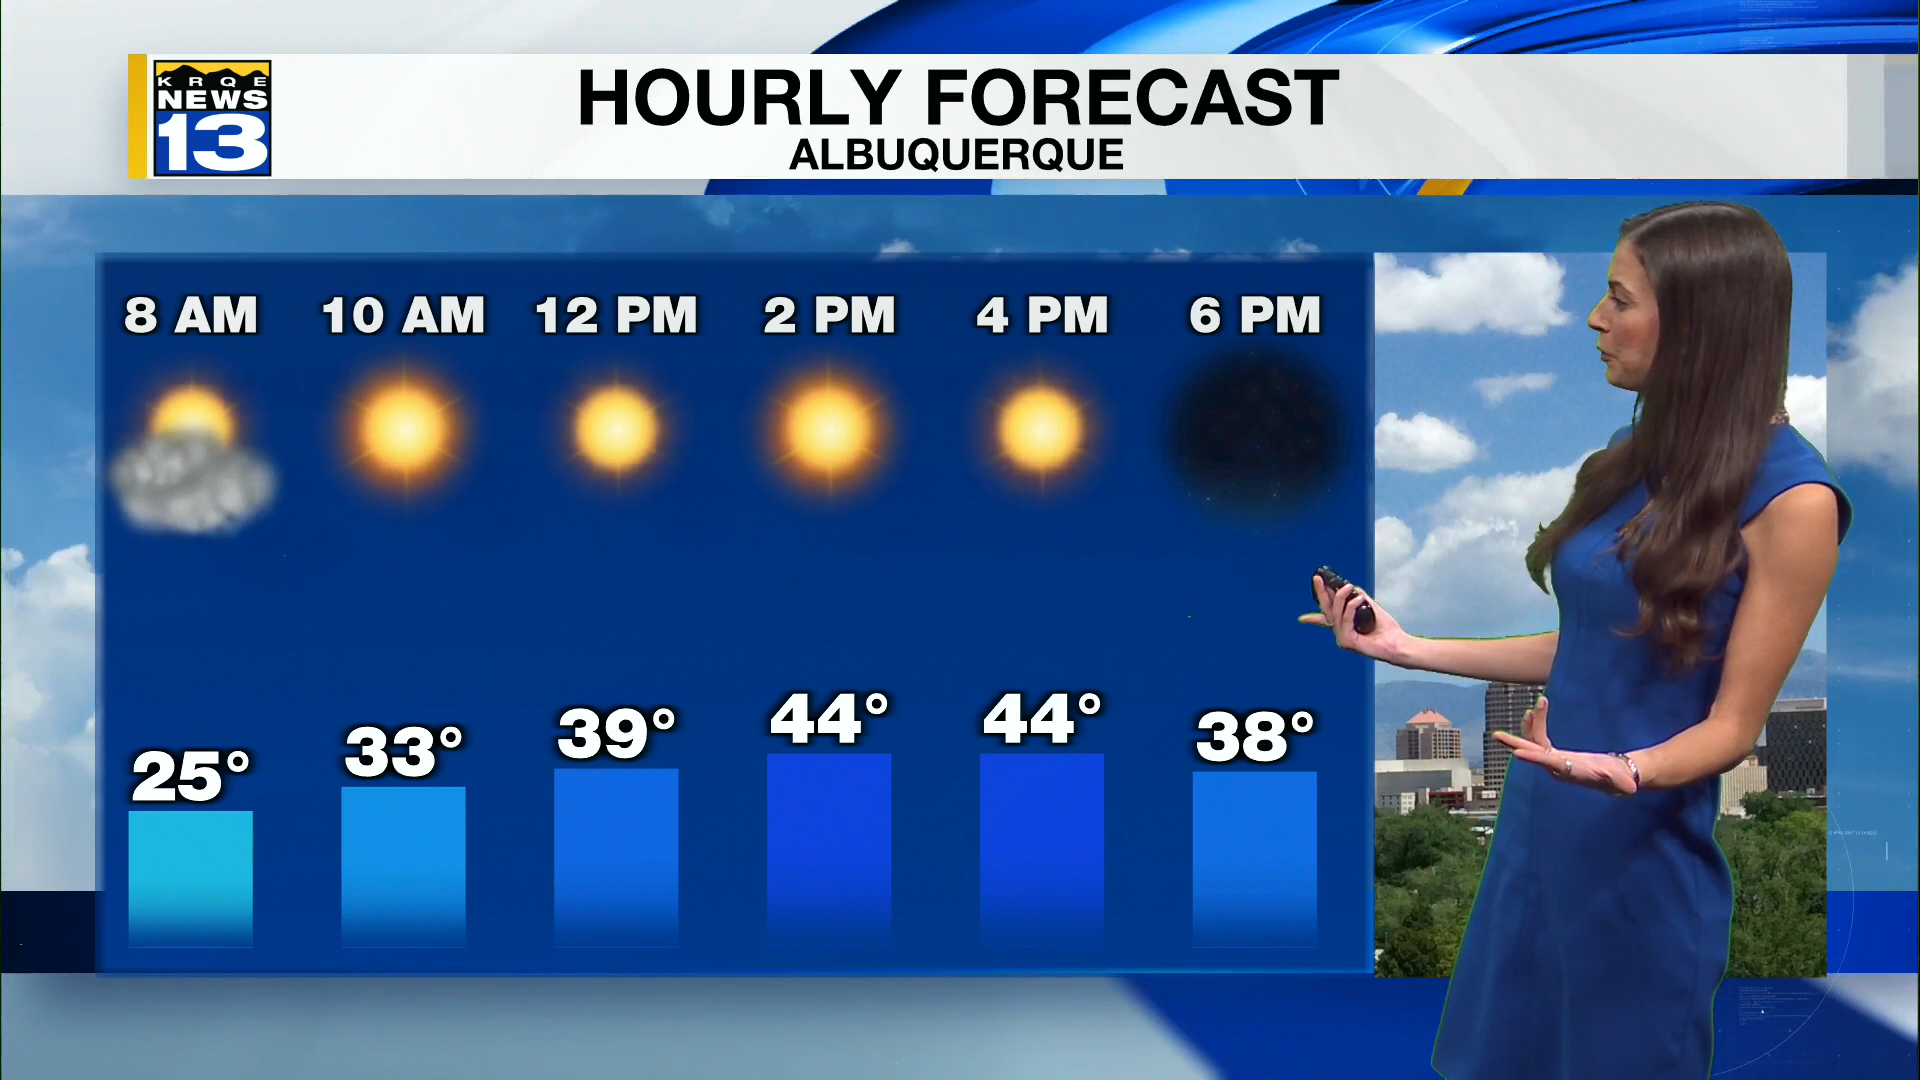 KRQE
NEWS
13
HOURLY FORECAST
ALBUQUERQUE
8 AM 10 AM 12 PM 2 PM 4 PM 6 PM
25° 33° 39° 44° 44° 38°